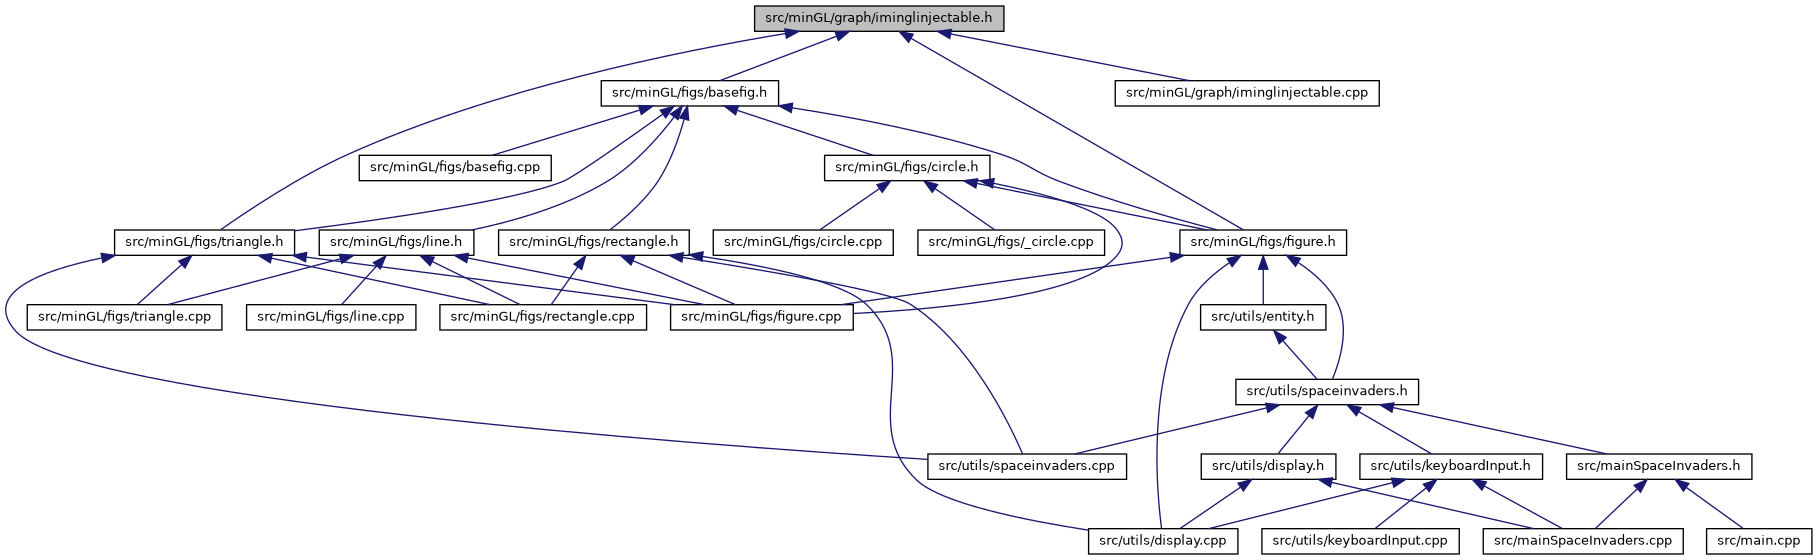 src/minGL/graph/iminglinjectable.h
src/minGL/figs/basefig.h
src/minGL/graph/iminglinjectable.cpp
src/minGL/figs/basefig.cpp
src/minGL/figs/circle.h
src/minGL/figs/triangle.h
src/minGL/figs/line.h
src/minGL/figs/rectangle.h
src/minGL/figs/circle.cpp
src/minGL/figs/_circle.cpp
src/minGL/figs/figure.h
src/minGL/figs/triangle.cpp
src/minGL/figs/line.cpp
src/minGL/figs/rectangle.cpp
src/minGL/figs/figure.cpp
src/utils/entity.h
src/utils/spaceinvaders.h
src/utils/spaceinvaders.cpp
src/utils/display.h
src/utils/keyboardInput.h
src/mainSpaceInvaders.h
src/utils/display.cpp
src/utils/keyboardInput.cpp
src/mainSpaceInvaders.cpp
src/main.cpp